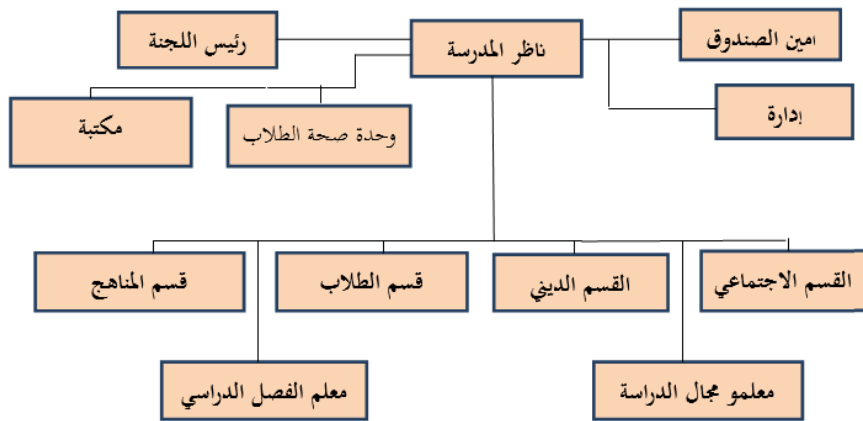 امين الصندوق
ناظر المدرسة
رئيس اللجنة
إدارة
وحدة صحة الطلاب
مكتبة
القسم الاجتماعي
القسم الديني
قسم الطلاب
قسم المناهج
معلمو مجال الدراسة
معلم الفصل الدراسي